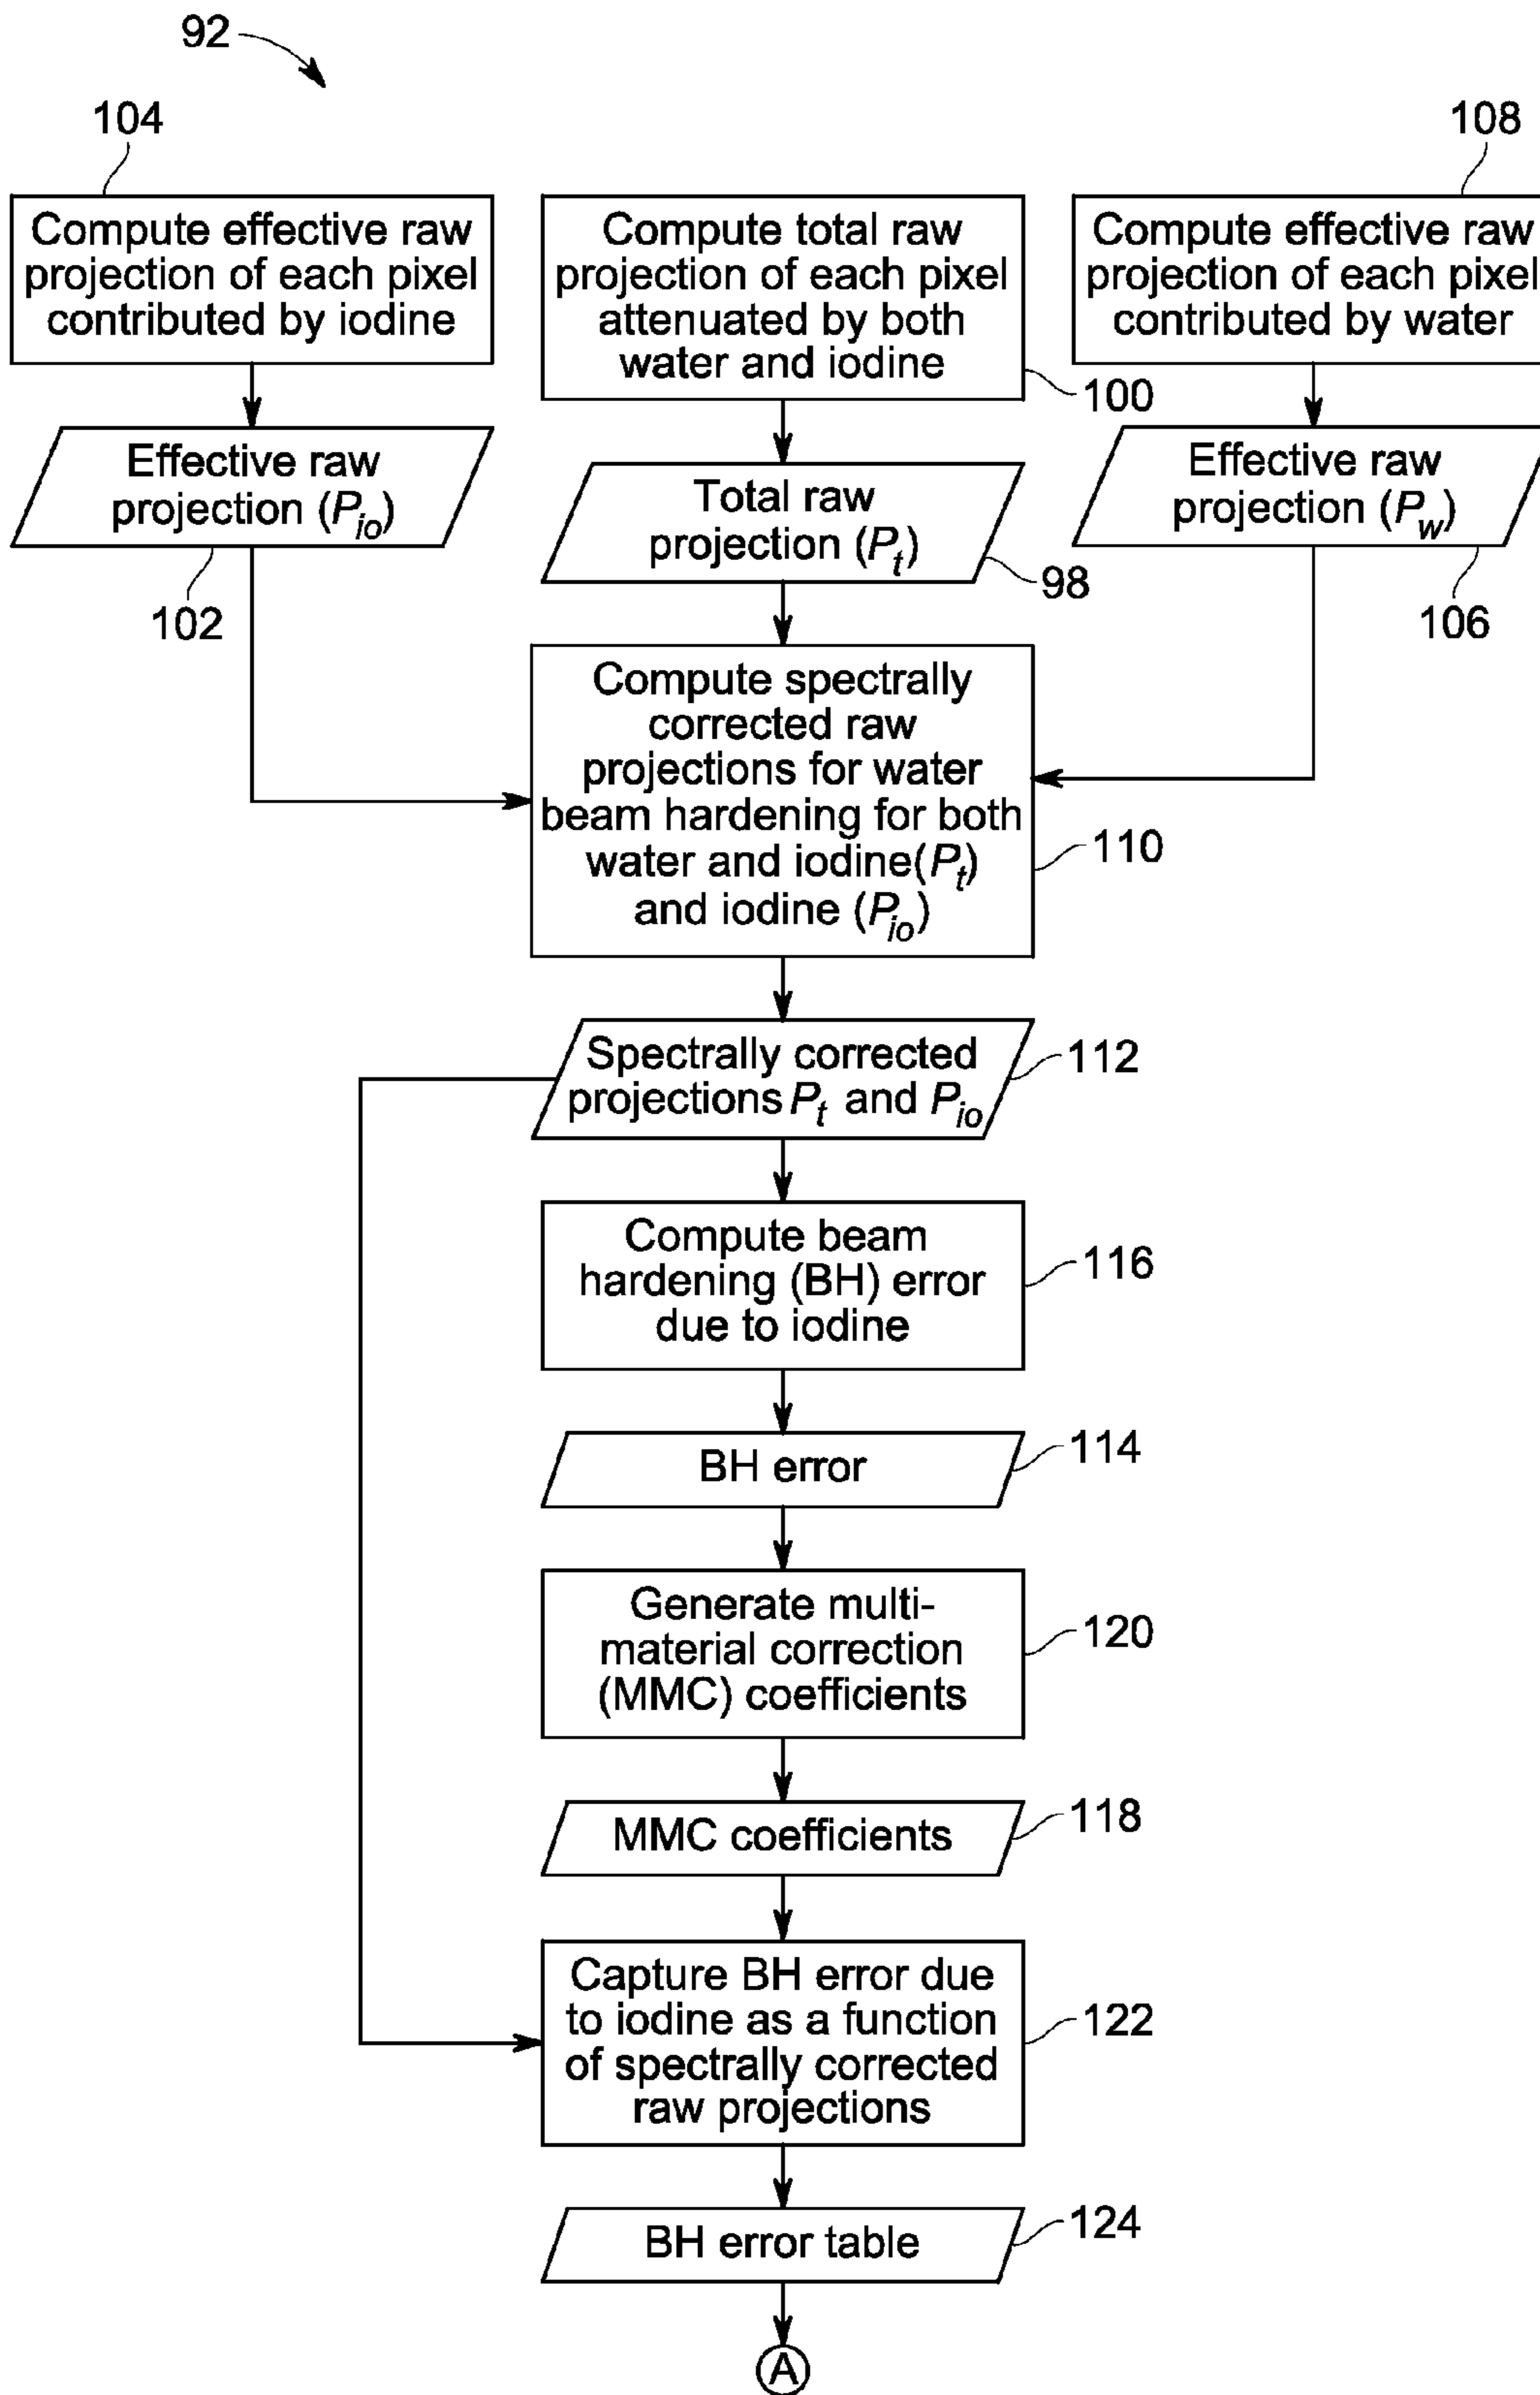 92
104
108
Compute effective raw
projection of each pixel
contributed by iodine
Compute total raw
projection of each pixel
attenuated by both
water and iodine
Compute effective raw
projection of each pixel
contributed by water
100
Effective raw
projection (Pio)
Total raw
projection (Pt)
Effective raw
projection (Pw)
102
98
106
Compute spectrally
corrected raw
projections for water
beam hardening for both
water and iodine(Pt)
and iodine (Pio)
110
Spectrally corrected
projections Pt and Pio
112
Compute beam
hardening (BH) error
due to iodine
116
BH error
114
Generate multi-
material correction
(MMC) coefficients
120
MMC coefficients
118
Capture BH error due
to iodine as a function
of spectrally corrected
raw projections
122
BH error table
124
A